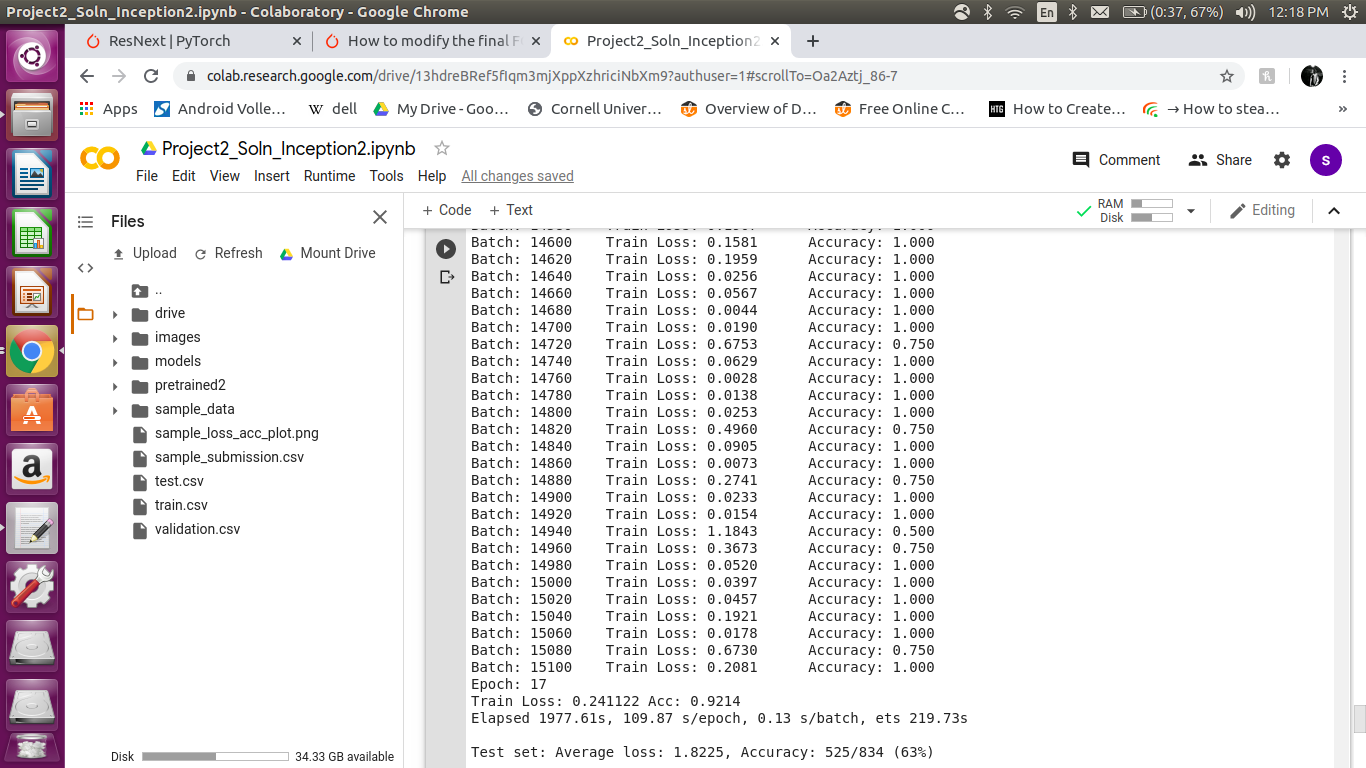 Project2_Soln_Inception2.ipynb - Colaboratory - Google Chrome
En
(0:37, 67%)
12:18 PM
ResNext | PyTorch
How to modify the final F
Project2_Soln_Inception2
colab.research.google.com/drive/13hdreBRef5fIqm3mjXppXzhriciNbXm9?authuser=1#scrollTo=Oa2Aztj_86-7
Apps
Android Volle...
W dell
My Drive - Goo...
Cornell Univer...
Overview of D...
Free Online C...
HTG How to Create...
→ How to stea...
»
Project2_Soln_Inception2.ipynb
File Edit View Insert Runtime Tools Help All changes saved
Comment
Share
S
Files
+ Code + Text
RAM
Disk
Editing
Upload Refresh Mount Drive
..
drive
images
models
pretrained2
sample_data
sample_loss_acc_plot.png
sample_submission.csv
test.csv
train.csv
validation.csv
Disk 34.33 GB available
Batch: 14600 Train Loss: 0.1581 Accuracy: 1.000
Batch: 14620 Train Loss: 0.1959 Accuracy: 1.000
Batch: 14640 Train Loss: 0.0256 Accuracy: 1.000
Batch: 14660 Train Loss: 0.0567 Accuracy: 1.000
Batch: 14680 Train Loss: 0.0044 Accuracy: 1.000
Batch: 14700 Train Loss: 0.0190 Accuracy: 1.000
Batch: 14720 Train Loss: 0.6753 Accuracy: 0.750
Batch: 14740 Train Loss: 0.0629 Accuracy: 1.000
Batch: 14760 Train Loss: 0.0028 Accuracy: 1.000
Batch: 14780 Train Loss: 0.0138 Accuracy: 1.000
Batch: 14800 Train Loss: 0.0253 Accuracy: 1.000
Batch: 14820 Train Loss: 0.4960 Accuracy: 0.750
Batch: 14840 Train Loss: 0.0905 Accuracy: 1.000
Batch: 14860 Train Loss: 0.0073 Accuracy: 1.000
Batch: 14880 Train Loss: 0.2741 Accuracy: 0.750
Batch: 14900 Train Loss: 0.0233 Accuracy: 1.000
Batch: 14920 Train Loss: 0.0154 Accuracy: 1.000
Batch: 14940 Train Loss: 1.1843 Accuracy: 0.500
Batch: 14960 Train Loss: 0.3673 Accuracy: 0.750
Batch: 14980 Train Loss: 0.0520 Accuracy: 1.000
Batch: 15000 Train Loss: 0.0397 Accuracy: 1.000
Batch: 15020 Train Loss: 0.0457 Accuracy: 1.000
Batch: 15040 Train Loss: 0.1921 Accuracy: 1.000
Batch: 15060 Train Loss: 0.0178 Accuracy: 1.000
Batch: 15080 Train Loss: 0.6730 Accuracy: 0.750
Batch: 15100 Train Loss: 0.2081 Accuracy: 1.000
Epoch: 17
Train Loss: 0.241122 Acc: 0.9214
Elapsed 1977.61s, 109.87 s/epoch, 0.13 s/batch, ets 219.73s
Test set: Average loss: 1.8225, Accuracy: 525/834 (63%)